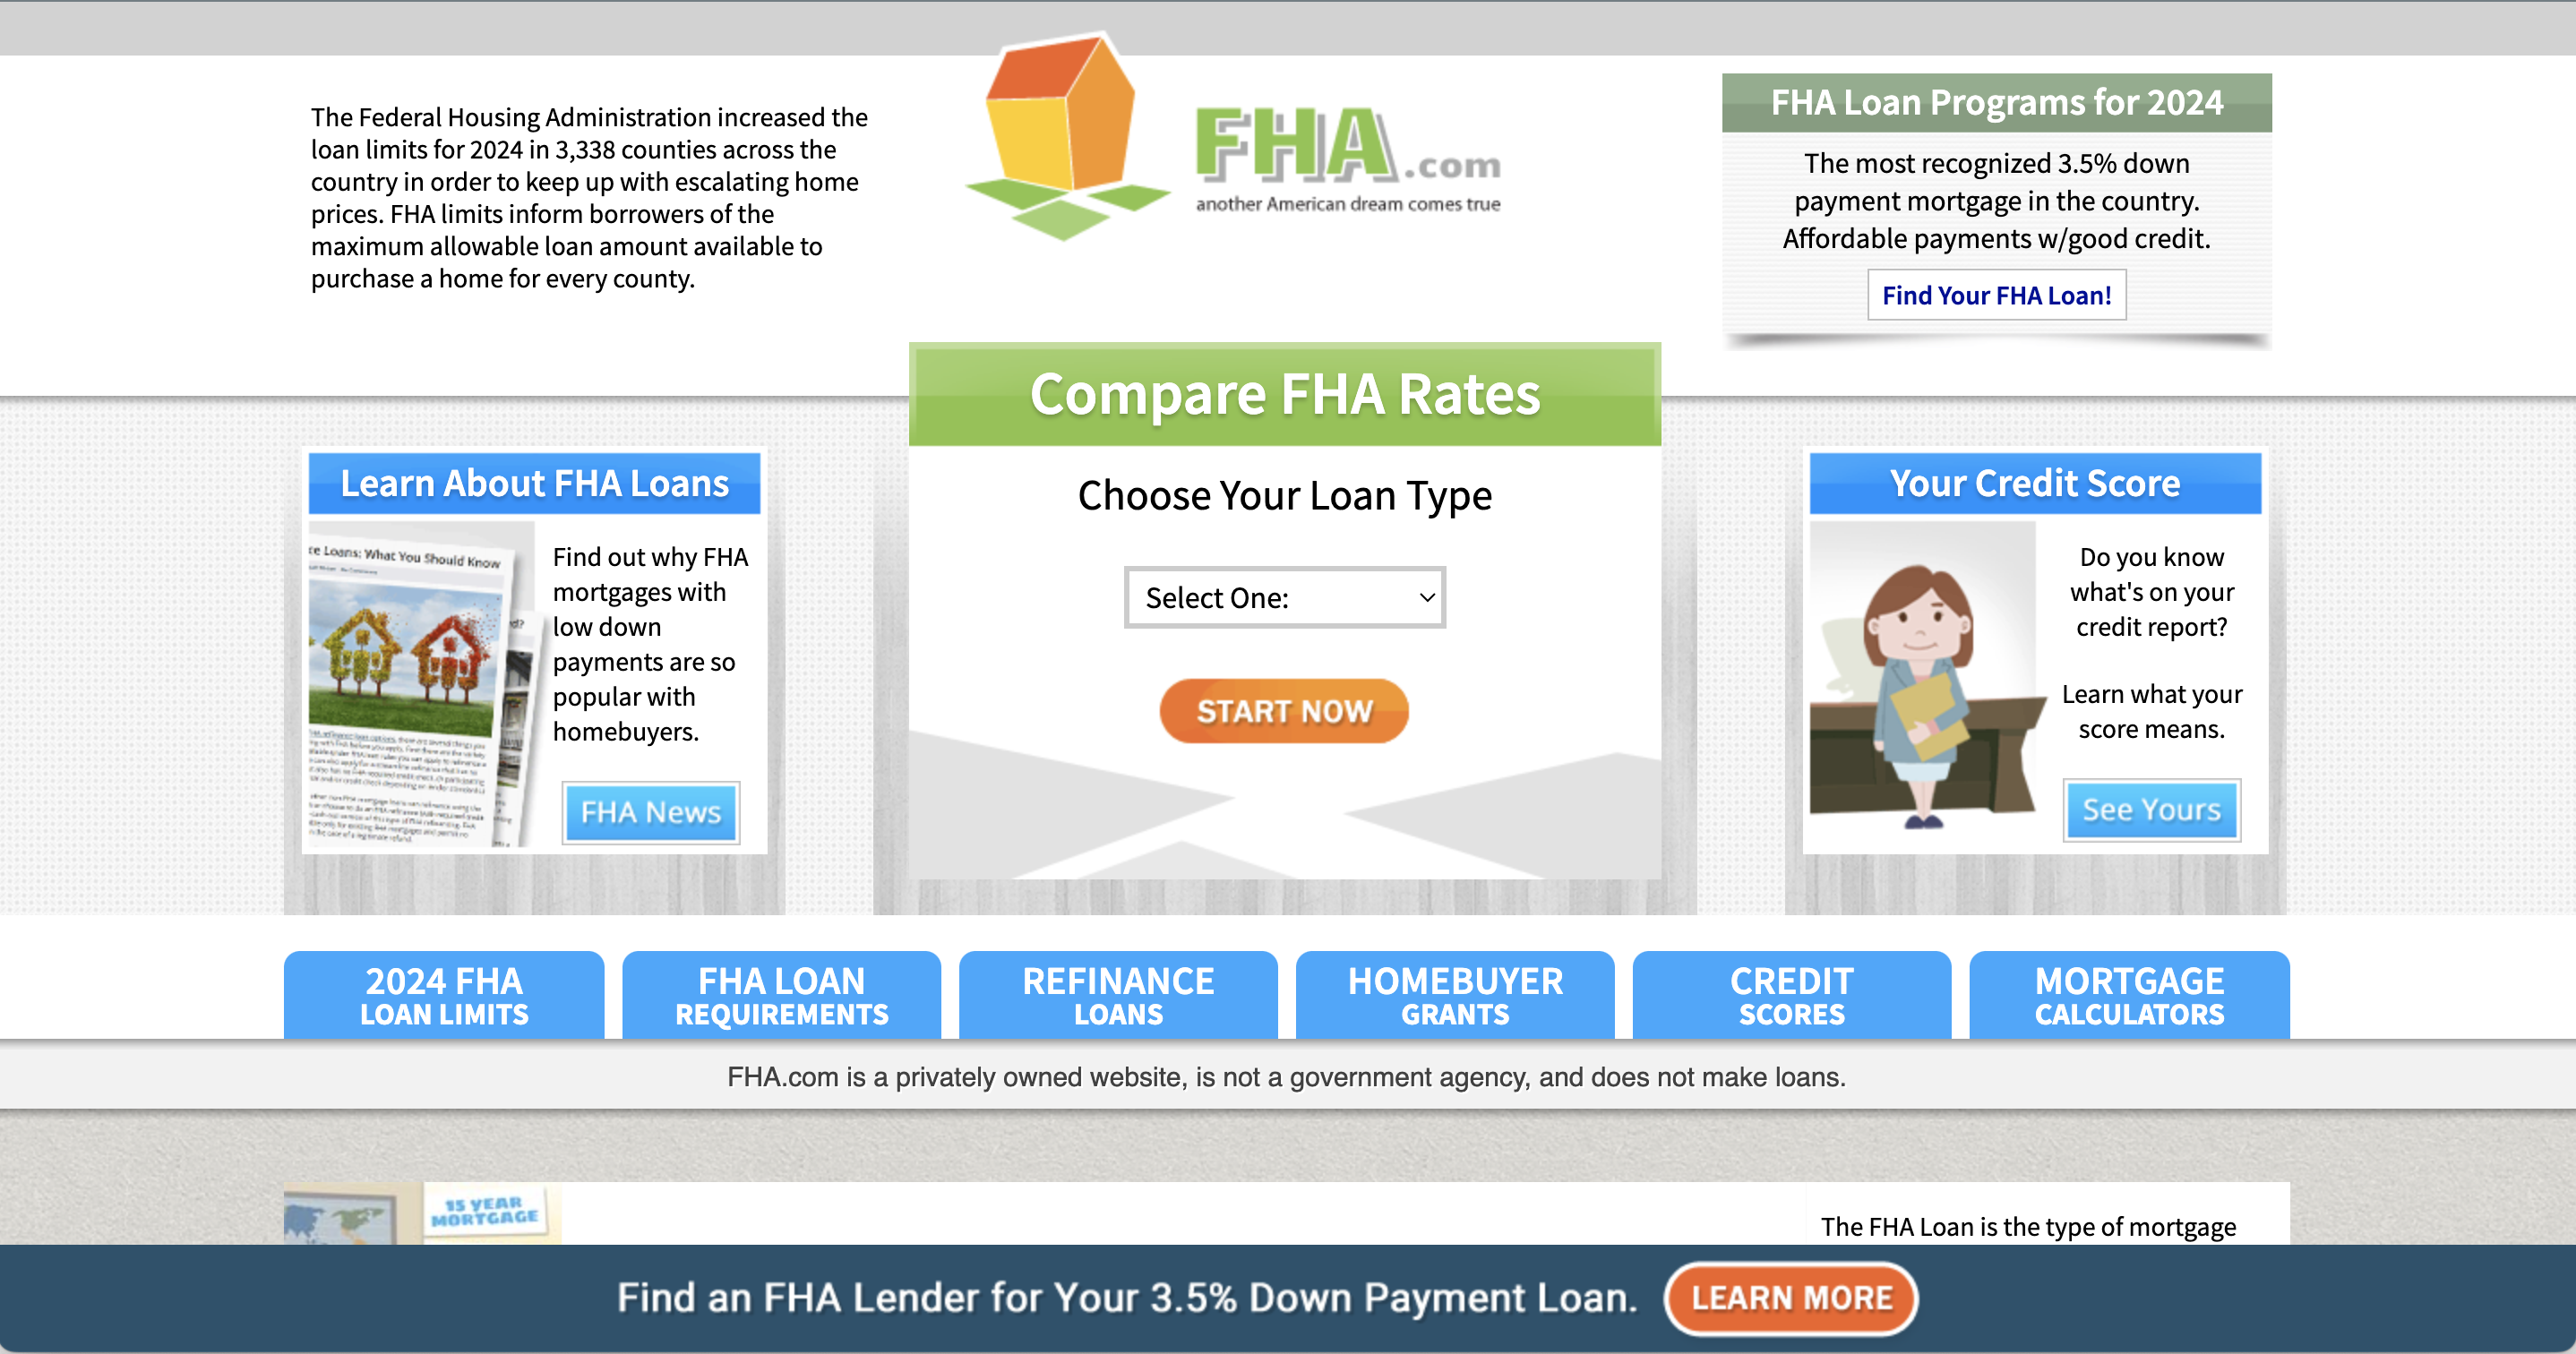 The Federal Housing Administration increased the
loan limits for 2024 in 3,338 counties across the
country in order to keep up with escalating home
prices. FHA limits inform borrowers of the
maximum allowable loan amount available to
purchase a home for every county.
FHA.com
another American dream comes true
FHA Loan Programs for 2024
The most recognized 3.5% down
payment mortgage in the country.
Affordable payments w/good credit.
Find Your FHA Loan!
Compare FHA Rates
Choose Your Loan Type
Select One:
START NOW
Learn About FHA Loans
Loans: What You Should Know
Find out why FHA
mortgages with
low down
payments are so
popular with
homebuyers.
FHA News
Your Credit Score
Do you know
what's on your
credit report?
Learn what your
score means.
See Yours
2024 FHA
LOAN LIMITS
FHA LOAN
REQUIREMENTS
REFINANCE
LOANS
HOMEBUYER
GRANTS
CREDIT
SCORES
MORTGAGE
CALCULATORS
FHA.com is a privately owned website, is not a government agency, and does not make loans.
15 YEAR
MORTGAGE
The FHA Loan is the type of mortgage
Find an FHA Lender for Your 3.5% Down Payment Loan.
LEARN MORE